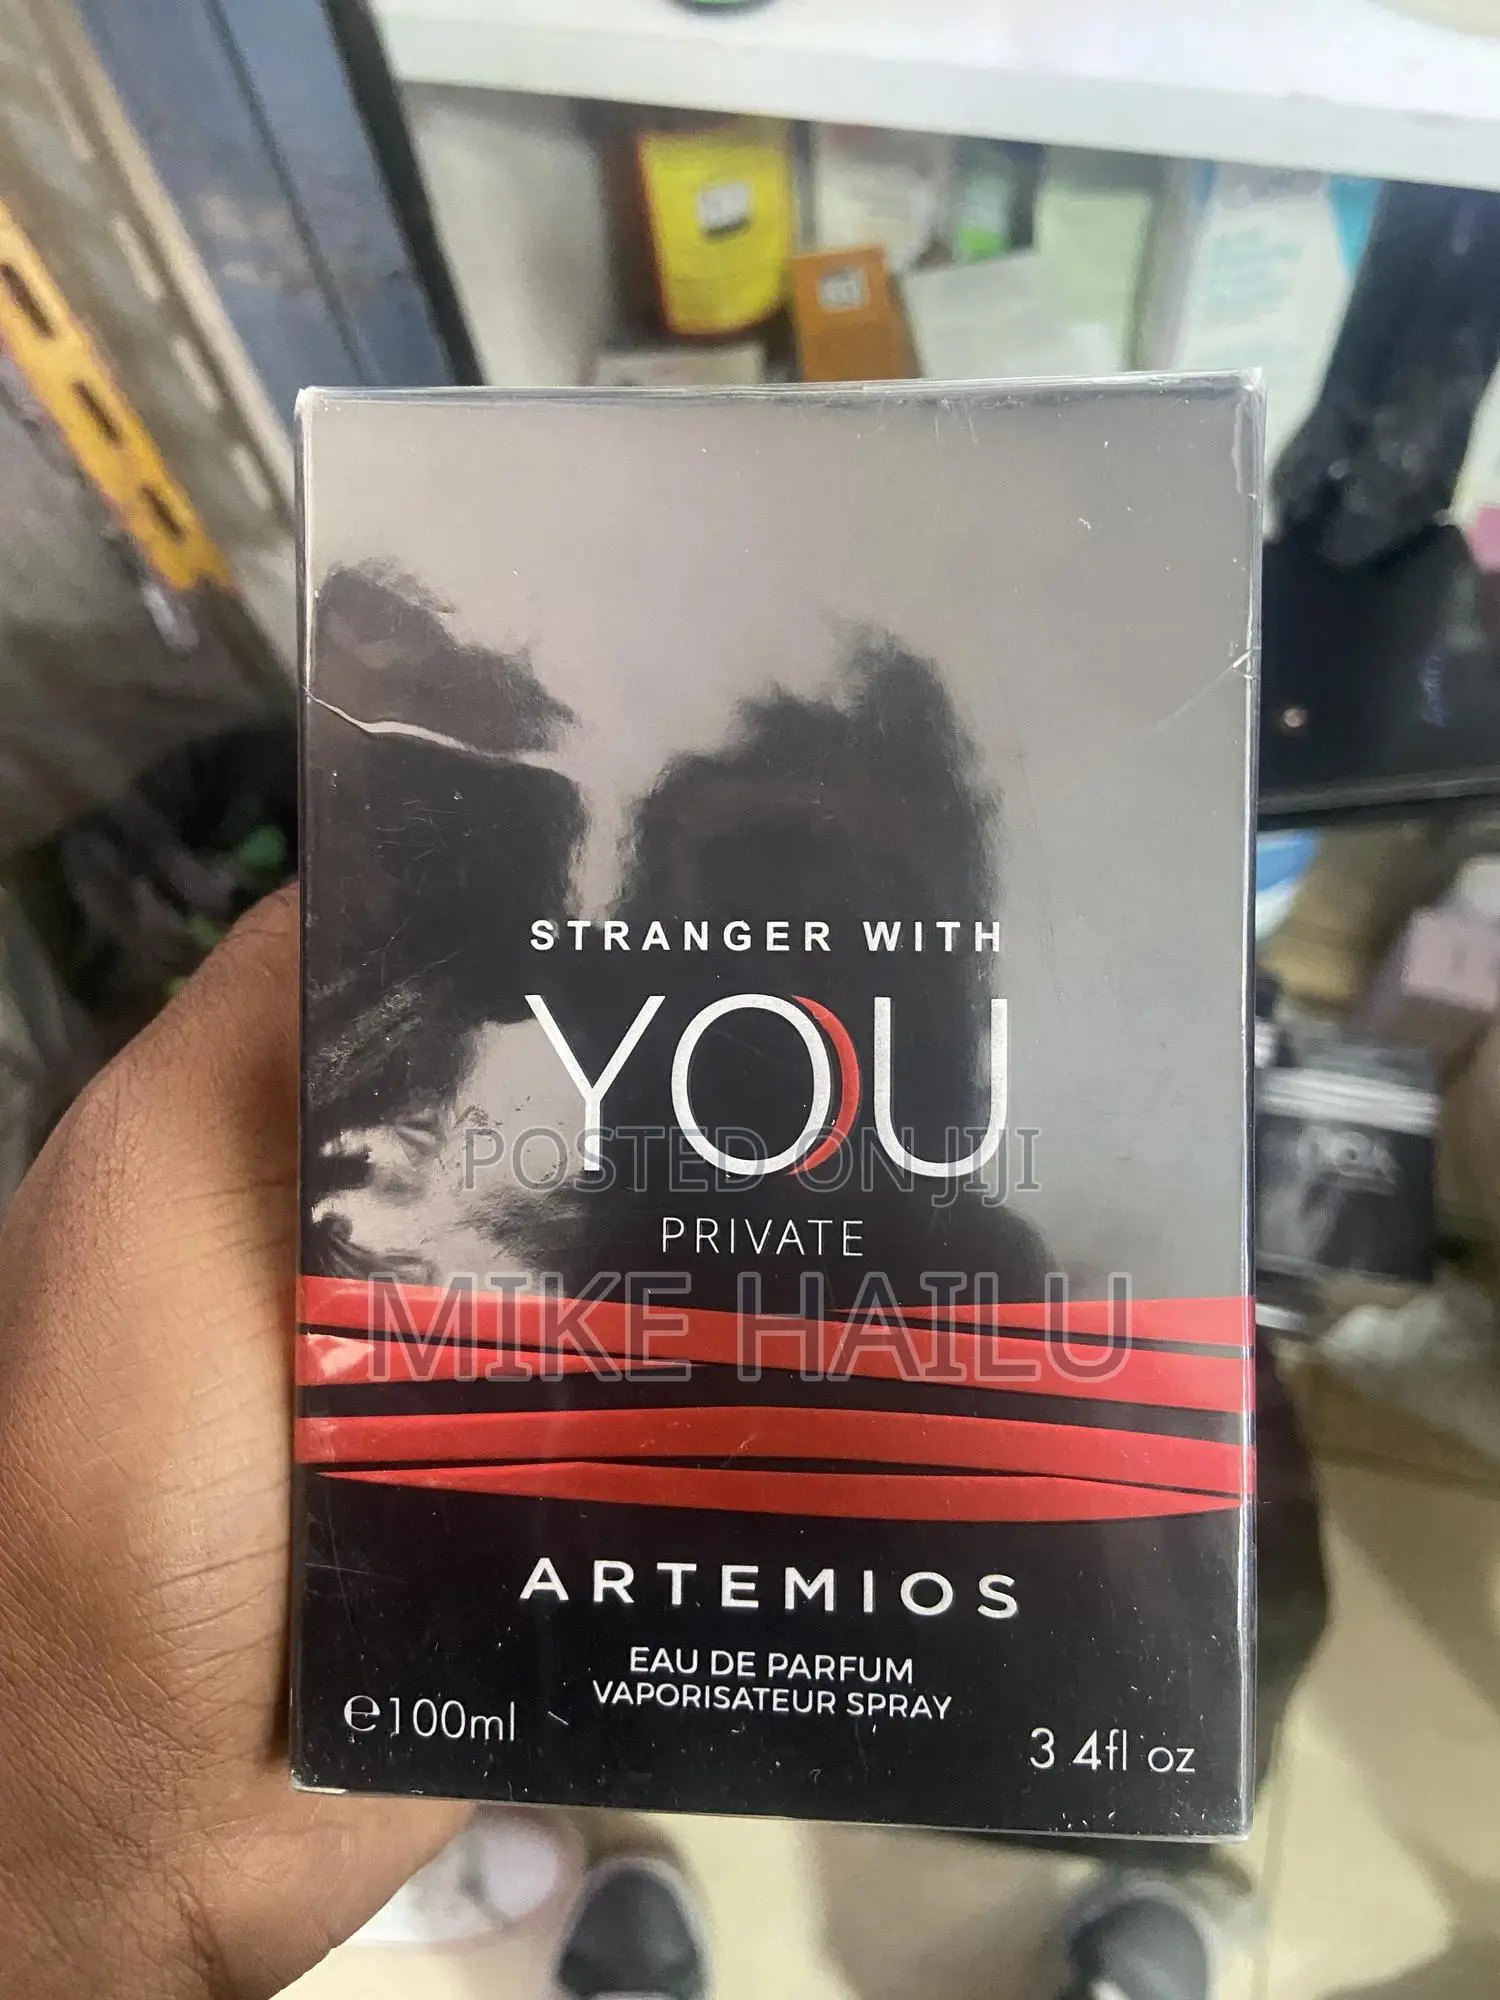 STRANGER WITH
YOU
POSTED ON JIJI
PRIVATE
MIKE HAILU
ARTEMIOS
EAU DE PARFUM
VAPORISATEUR SPRAY
℮100ml
3 4fl oz